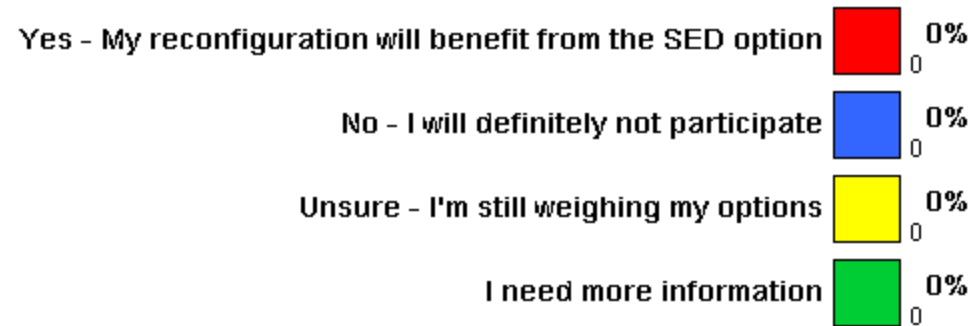 Yes - My reconfiguration will benefit from the SED option 0%
0
No - I will definitely not participate 0%
0
Unsure - I'm still weighing my options 0%
0
I need more information 0%
0